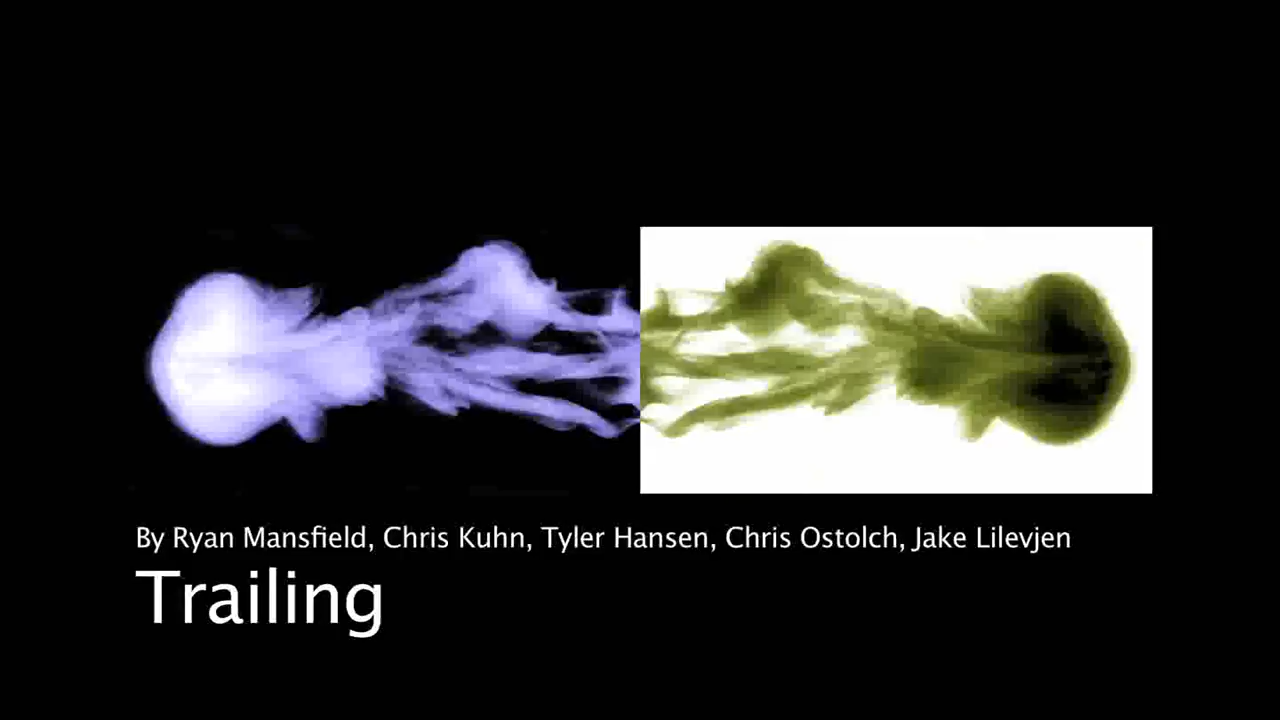 By Ryan Mansfield, Chris Kuhn, Tyler Hansen, Chris Ostolch, Jake Lilevjen
Trailing